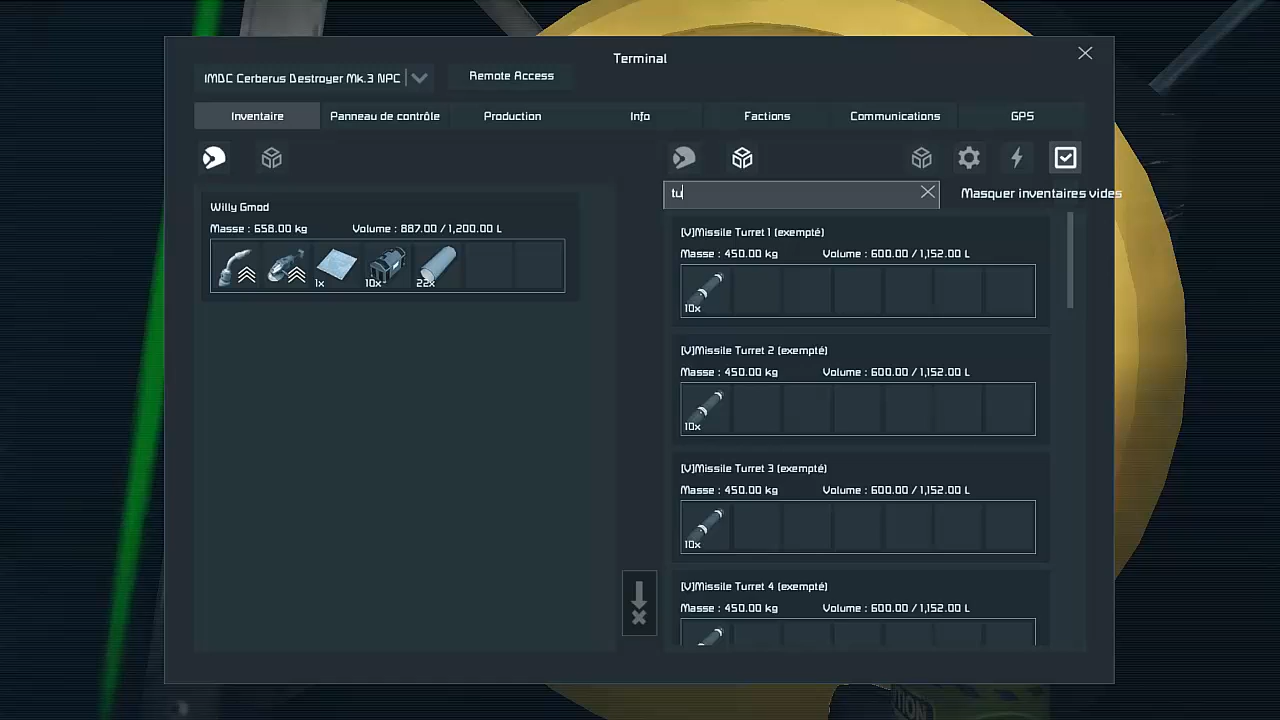 Terminal
IMDC Cerberus Destroyer Mk.3 NPC
Remote Access
Inventaire
Panneau de contrôle
Production
Info
Factions
Communications
GPS
tu
Masquer inventaires vides
Willy Gmod
Masse : 658.00 kg Volume : 887.00 / 1,200.00 L
1x 10x 22x
[V]Missile Turret 1 (exempté)
Masse : 450.00 kg Volume : 600.00 / 1,152.00 L
10x
[V]Missile Turret 2 (exempté)
Masse : 450.00 kg Volume : 600.00 / 1,152.00 L
10x
[V]Missile Turret 3 (exempté)
Masse : 450.00 kg Volume : 600.00 / 1,152.00 L
10x
[V]Missile Turret 4 (exempté)
Masse : 450.00 kg Volume : 600.00 / 1,152.00 L